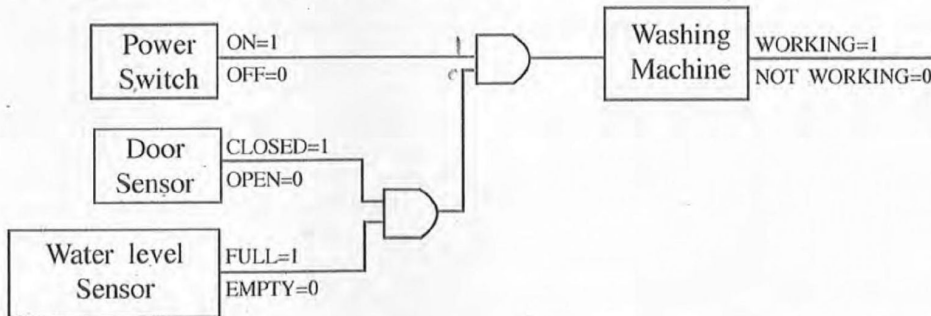 Power
Switch
ON=1
OFF=0
Washing
Machine
WORKING=1
NOT WORKING=0
Door
Sensor
CLOSED=1
OPEN=0
Water level
Sensor
FULL=1
EMPTY=0